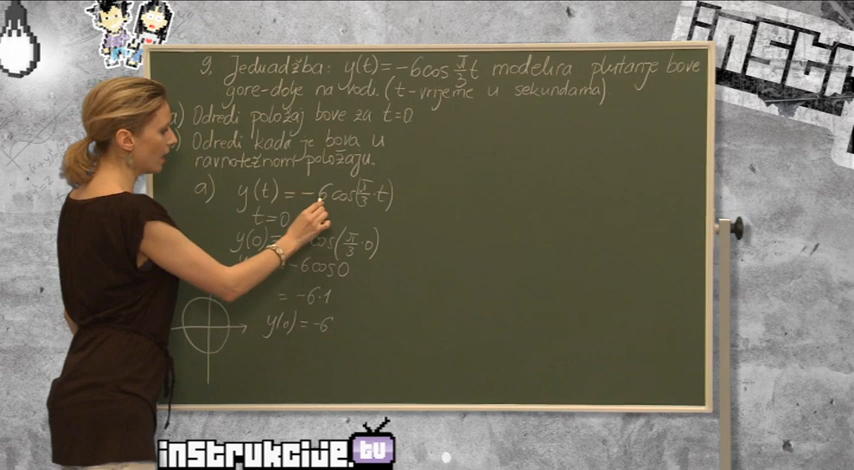 9. Jednadžba: y(t) = -6cos π/3 t modelira plutanje bove
gore-dolje na vodi. (t-vrijeme u sekundama)
a) Odredi položaj bove za t=0
Odredi kada je bova u
ravnotežnom položaju.
a) y(t) = -6cos(π/3·t)
t=0
y(0)= cos(π/3·0)
-6cos0
= -6·1
y(0) = -6
instrukcije.tv